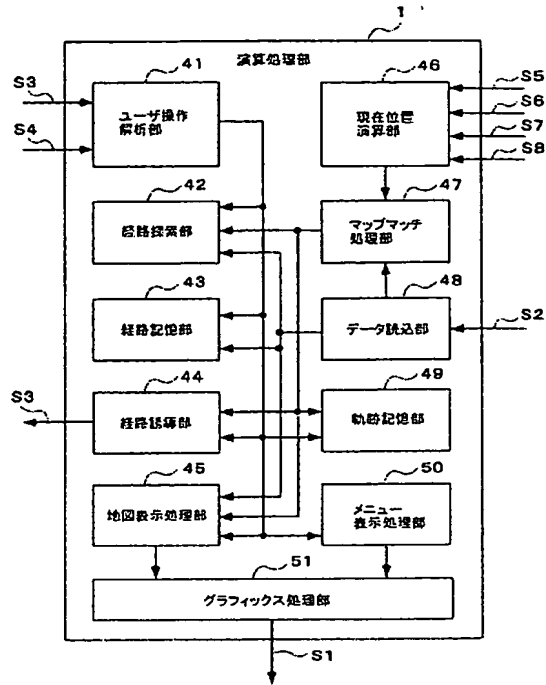 1
演算処理部
41
46
S3
S4
ユーザ操作
解析部
現在位置
演算部
S5
S6
S7
S8
42
47
経路探索部
マップマッチ
処理部
43
48
経路記憶部
データ読込部
S2
44
49
S3
経路誘導部
軌跡記憶部
45
50
地図表示処理部
メニュー
表示処理部
51
グラフィックス処理部
S1